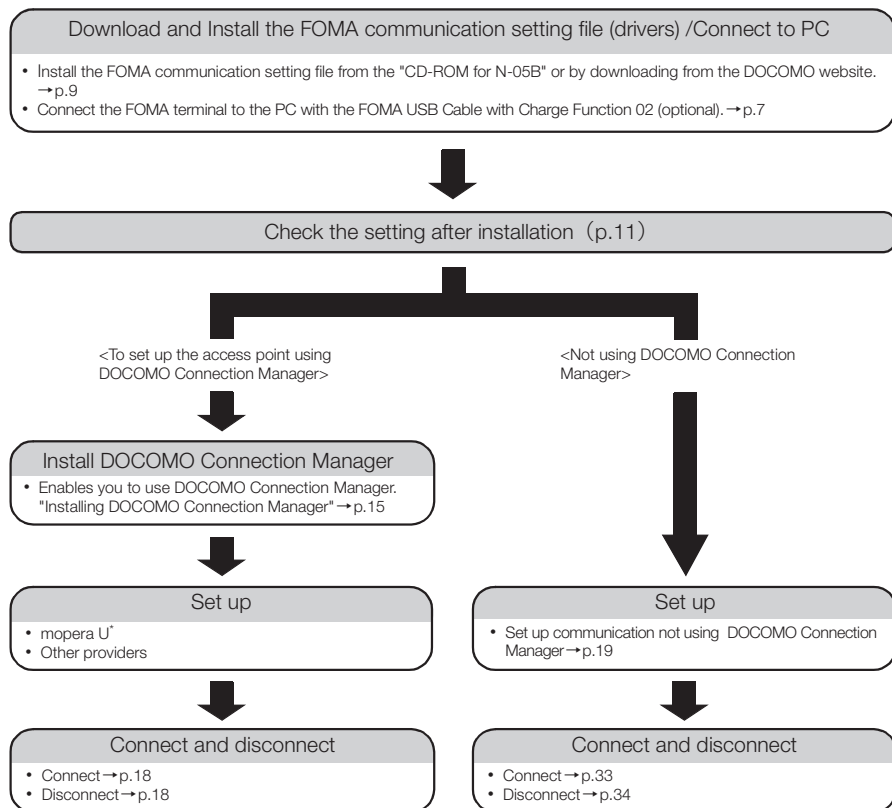 Download and Install the FOMA communication setting file (drivers) /Connect to PC
• Install the FOMA communication setting file from the "CD-ROM for N-05B" or by downloading from the DOCOMO website.
→p.9
• Connect the FOMA terminal to the PC with the FOMA USB Cable with Charge Function 02 (optional).→p.7
Check the setting after installation (p.11)
<To set up the access point using
DOCOMO Connection Manager>
<Not using DOCOMO Connection
Manager>
Install DOCOMO Connection Manager
• Enables you to use DOCOMO Connection Manager.
"Installing DOCOMO Connection Manager"→p.15
Set up
• mopera U*
• Other providers
Set up
• Set up communication not using DOCOMO Connection
Manager→p.19
Connect and disconnect
• Connect→p.18
• Disconnect→p.18
Connect and disconnect
• Connect→p.33
• Disconnect→p.34